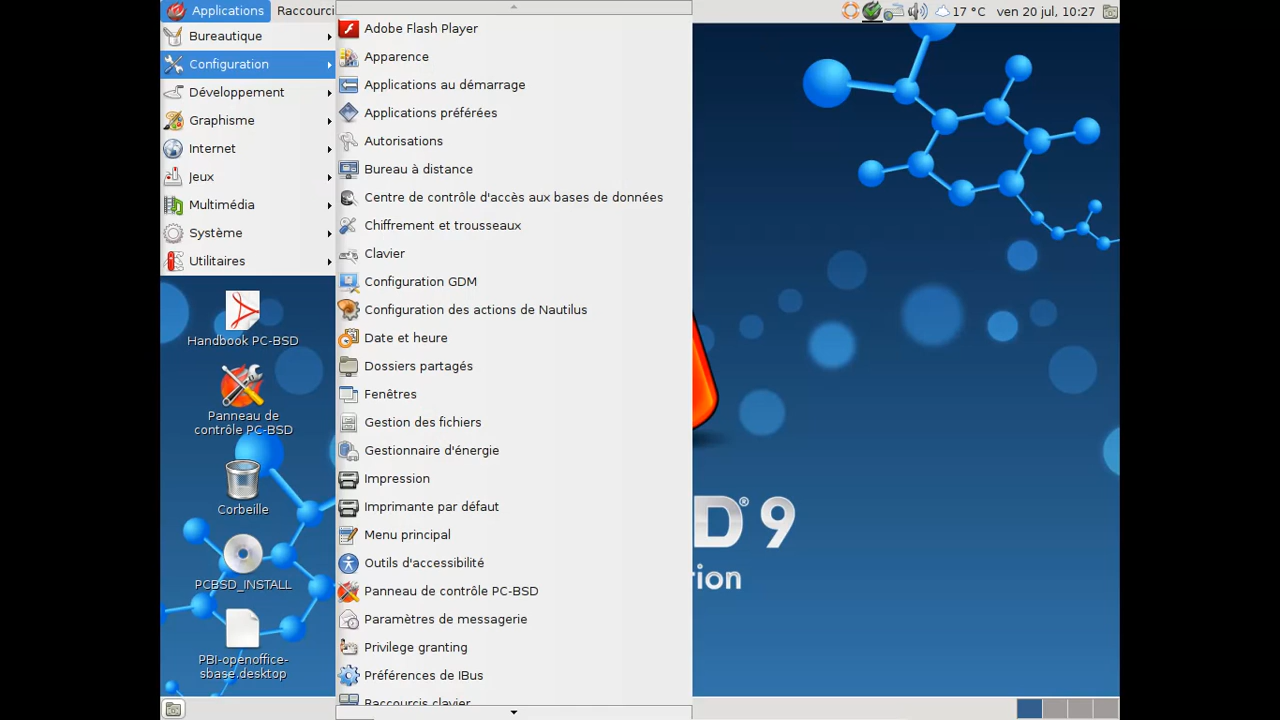 Applications
Raccourci
17 °C
ven 20 jul, 10:27
Bureautique
Configuration
Développement
Graphisme
Internet
Jeux
Multimédia
Système
Utilitaires
Adobe Flash Player
Apparence
Applications au démarrage
Applications préférées
Autorisations
Bureau à distance
Centre de contrôle d'accès aux bases de données
Chiffrement et trousseaux
Clavier
Configuration GDM
Configuration des actions de Nautilus
Date et heure
Dossiers partagés
Fenêtres
Gestion des fichiers
Gestionnaire d'énergie
Impression
Imprimante par défaut
Menu principal
Outils d'accessibilité
Panneau de contrôle PC-BSD
Paramètres de messagerie
Privilege granting
Préférences de IBus
Raccourcis clavier
Handbook PC-BSD
Panneau de
contrôle PC-BSD
Corbeille
PCBSD_INSTALL
PBI-openoffice-
sbase.desktop
D® 9
tion